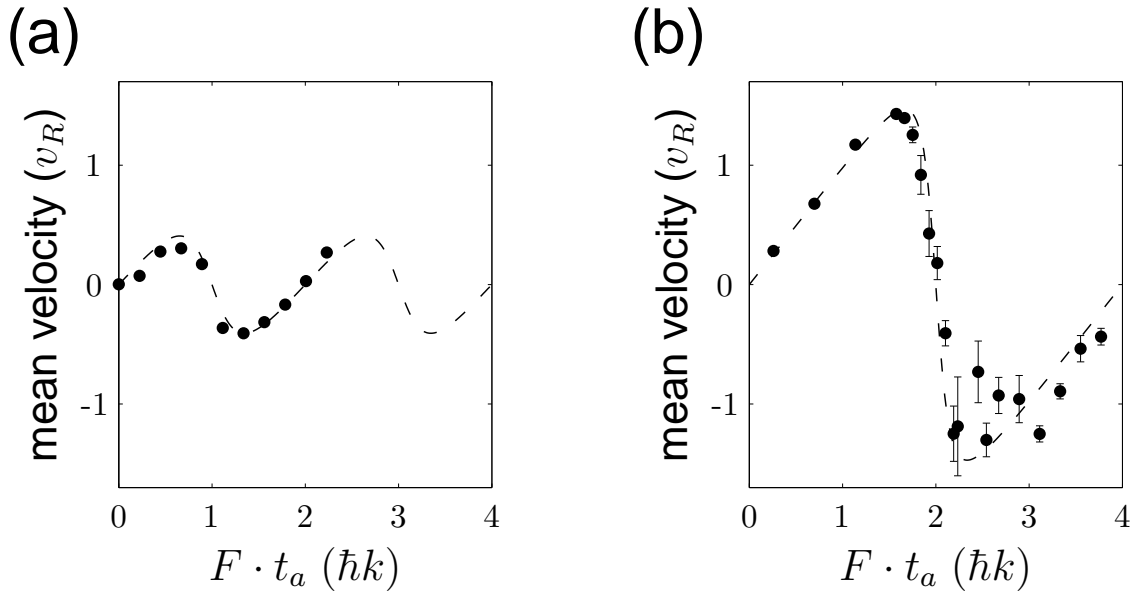 (a)
mean velocity (v_R)
1
0
-1
0 1 2 3 4
F · t_a (ħk)
(b)
mean velocity (v_R)
1
0
-1
0 1 2 3 4
F · t_a (ħk)